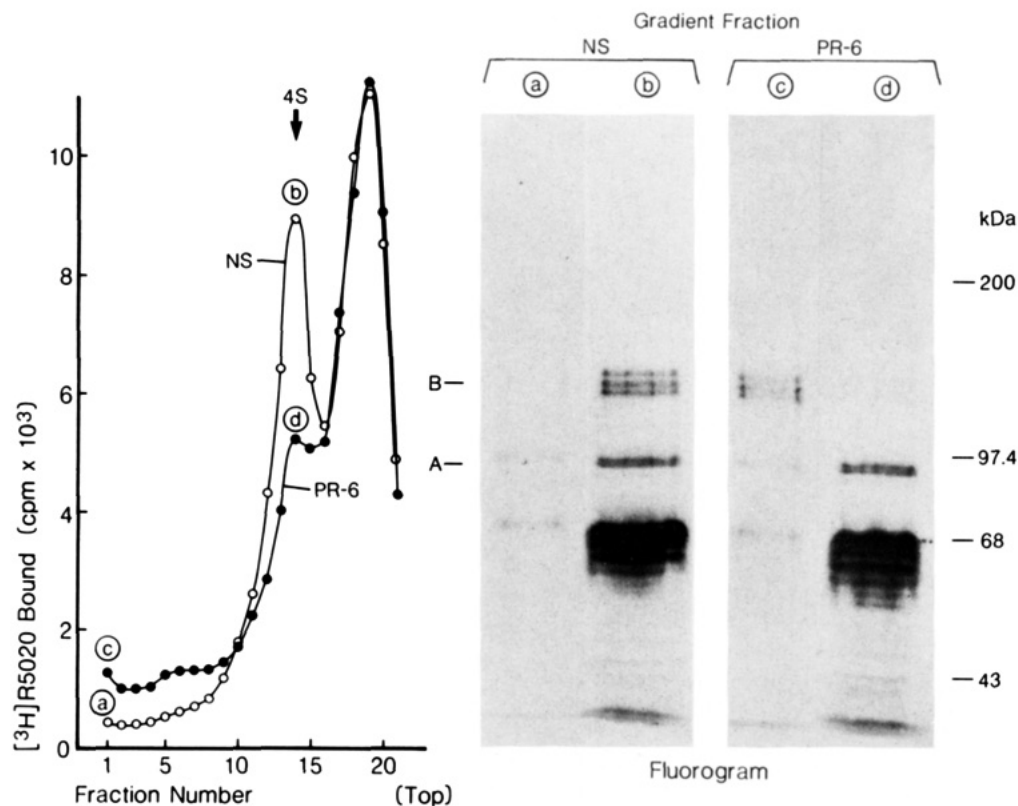 Gradient Fraction
NS
PR-6
a
b
c
d
4S
b
NS
d
PR-6
c
a
[³H]R5020 Bound (cpm x 10³)
10
8
6
4
2
0
1
5
10
15
20
Fraction Number
(Top)
B
A
kDa
200
97.4
68
43
Fluorogram